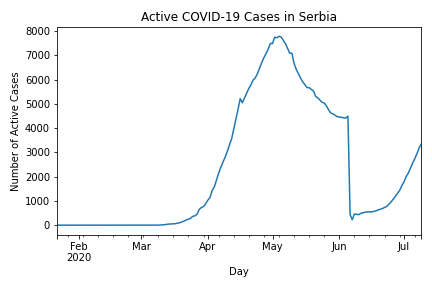 Active COVID-19 Cases in Serbia
Number of Active Cases
8000
7000
6000
5000
4000
3000
2000
1000
0
Feb Mar Apr May Jun Jul
2020
Day